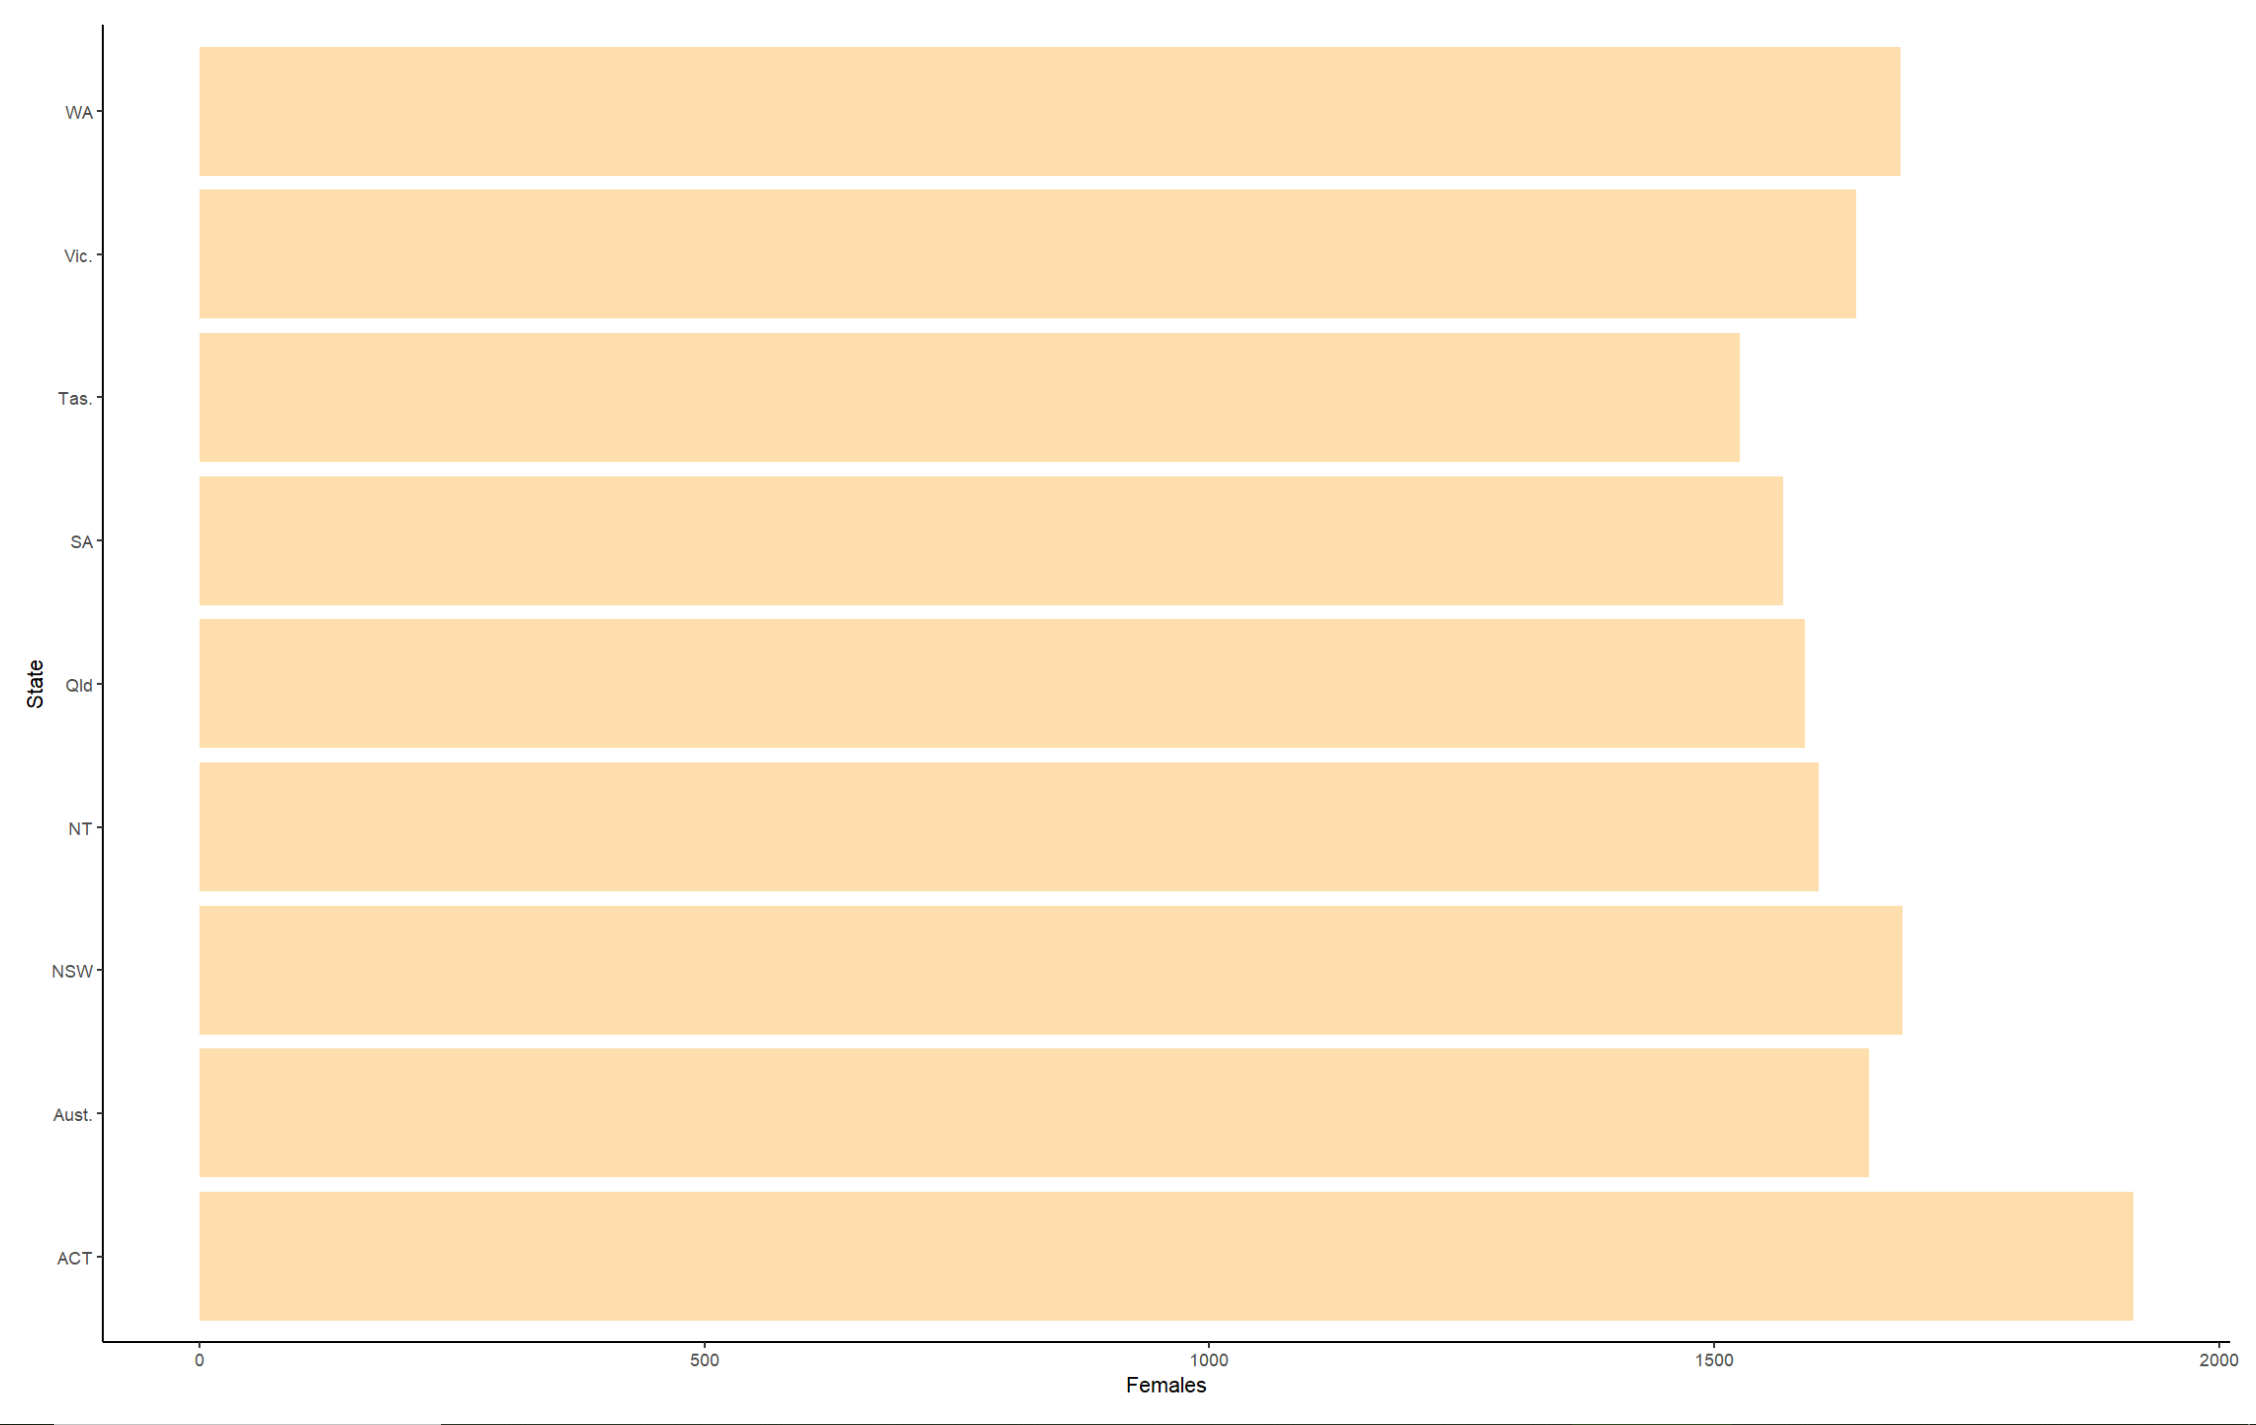 WA
Vic.
Tas.
SA
Qld
NT
NSW
Aust.
ACT
State
0 500 1000 1500 2000
Females